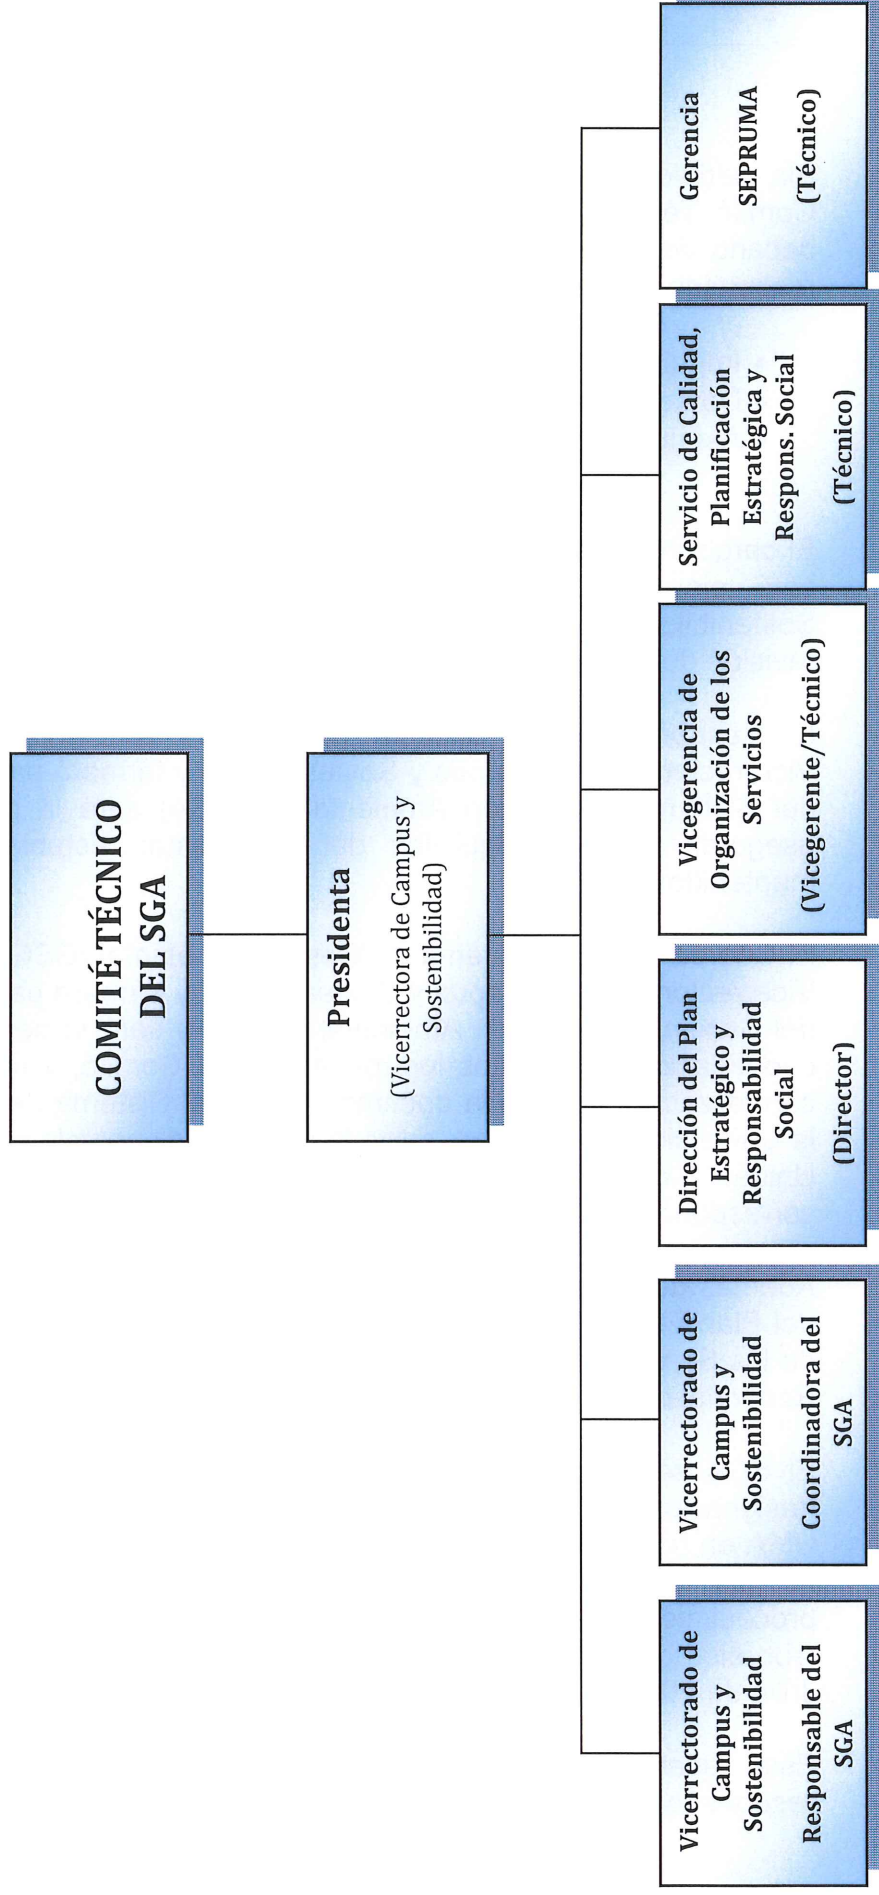 COMITÉ TÉCNICO
DEL SGA
Presidenta
(Vicerrectora de Campus y
Sostenibilidad)
Vicerrectorado de
Campus y
Sostenibilidad
Responsable del
SGA
Vicerrectorado de
Campus y
Sostenibilidad
Coordinadora del
SGA
Dirección del Plan
Estratégico y
Responsabilidad
Social
(Director)
Vicegerencia de
Organización de los
Servicios
(Vicegerente/Técnico)
Servicio de Calidad,
Planificación
Estratégica y
Respons. Social
(Técnico)
Gerencia
SEPRUMA
(Técnico)